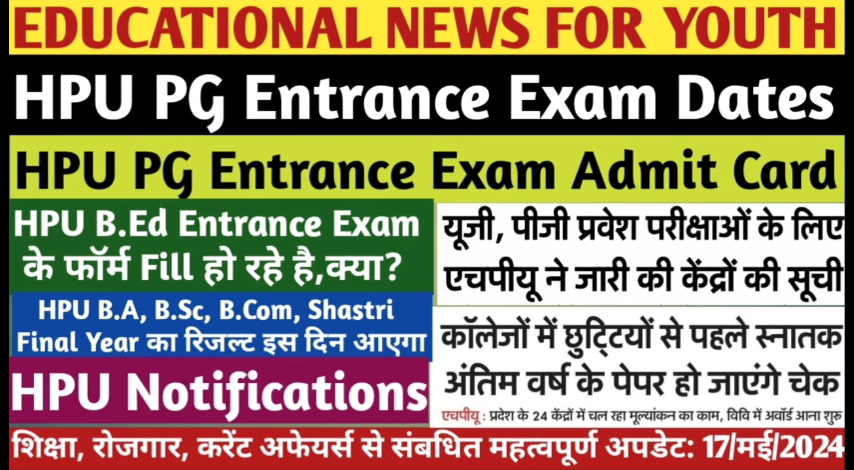 EDUCATIONAL NEWS FOR YOUTH
HPU PG Entrance Exam Dates
HPU PG Entrance Exam Admit Card
HPU B.Ed Entrance Exam
के फॉर्म Fill हो रहे है,क्या?
HPU B.A, B.Sc, B.Com, Shastri
Final Year का रिजल्ट इस दिन आएगा
HPU Notifications
यूजी, पीजी प्रवेश परीक्षाओं के लिए
एचपीयू ने जारी की केंद्रों की सूची
कॉलेजों में छुट्टियों से पहले स्नातक
अंतिम वर्ष के पेपर हो जाएंगे चेक
एचपीयू : प्रदेश के 24 केंद्रों में चल रहा मूल्यांकन का काम, विवि में अवॉर्ड आना शुरू
शिक्षा, रोजगार, करेंट अफेयर्स से संबधित महत्वपूर्ण अपडेट: 17/मई/2024